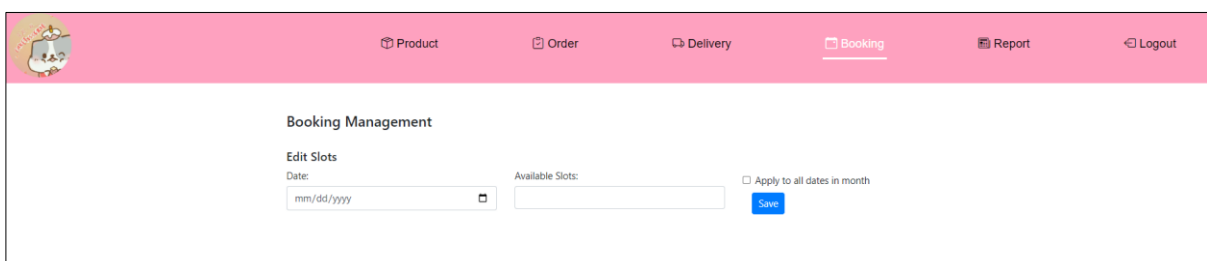 Product Order Delivery Booking Report Logout
Booking Management
Edit Slots
Date: Available Slots:
Apply to all dates in month
mm/dd/yyyy
Save